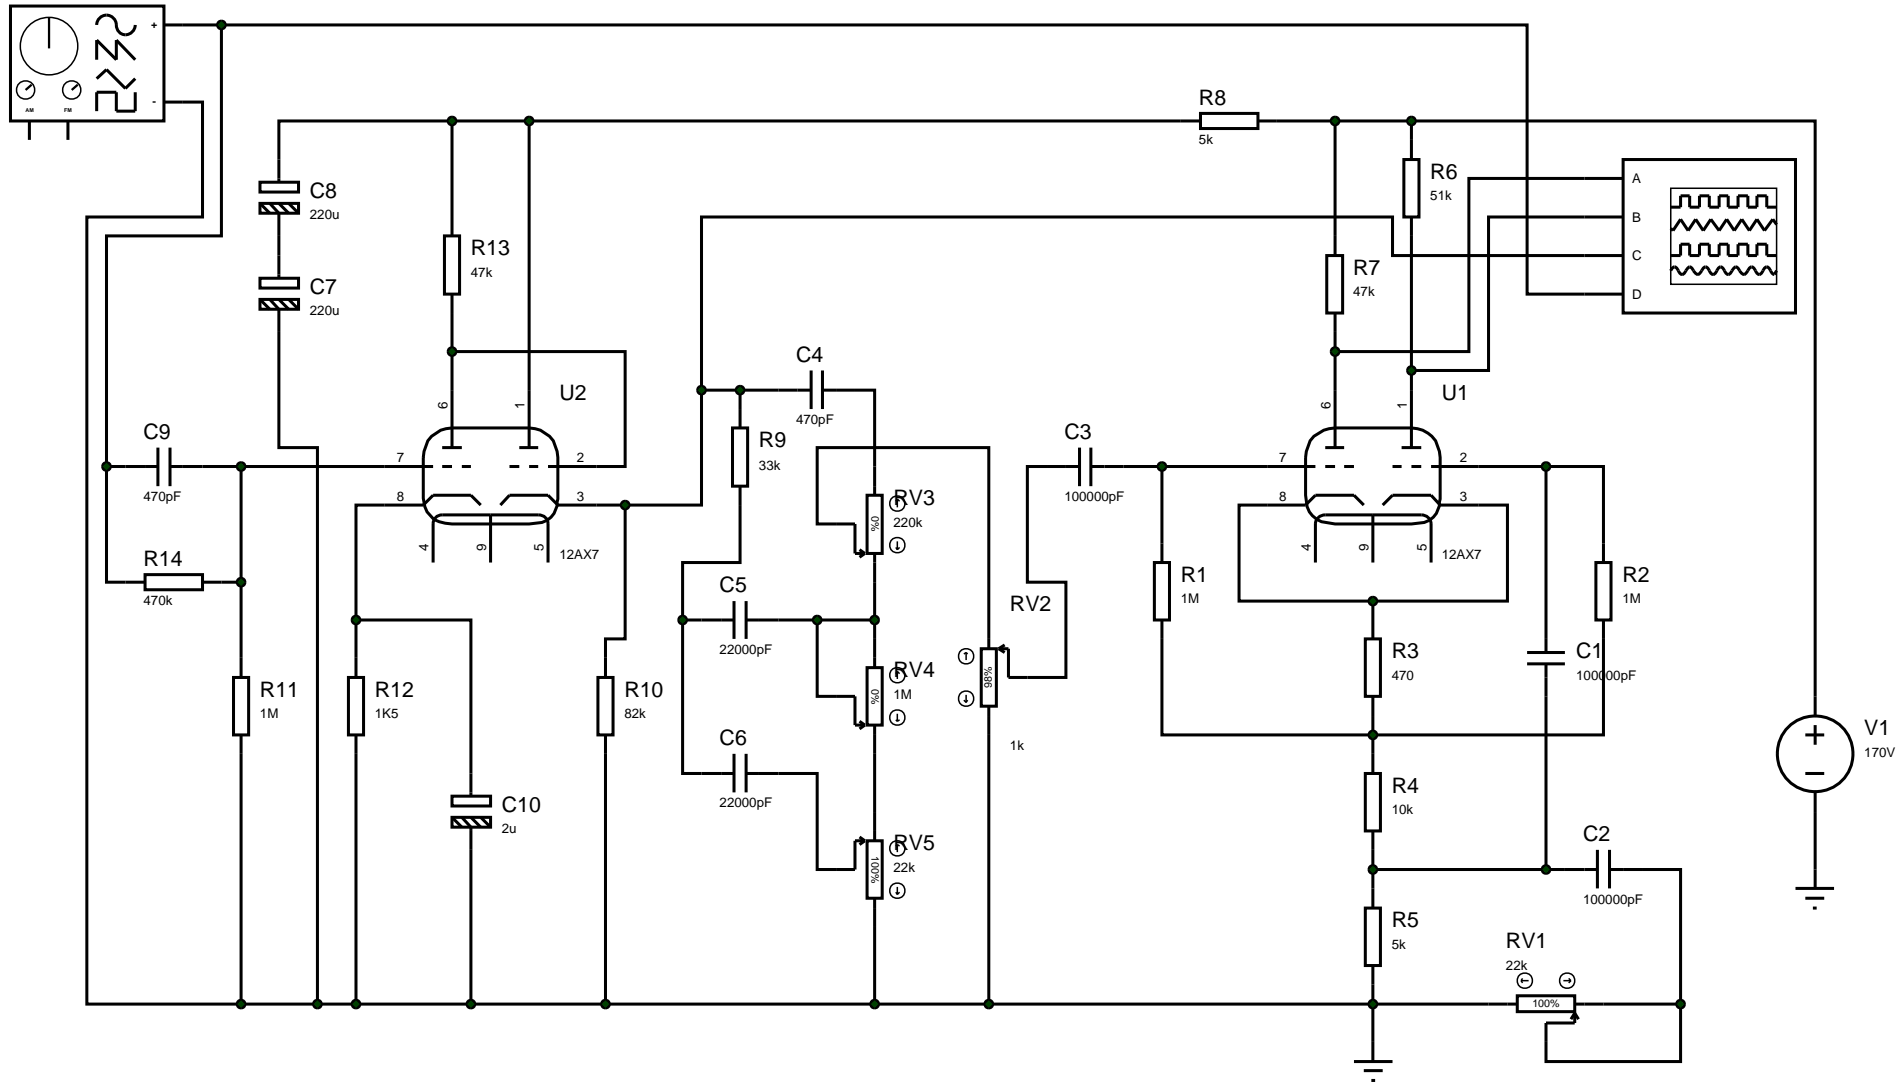 +
-
AM
FM
R8
5k
C8
220u
C7
220u
R13
47k
R6
51k
R7
47k
A
B
C
D
C4
470pF
U2
6
1
7
8
2
3
4
9
5
12AX7
C9
470pF
R14
470k
R11
1M
R12
1K5
C10
2u
R10
82k
R9
33k
C5
22000pF
C6
22000pF
RV3
220k
0%
RV4
1M
0%
RV5
22k
100%
RV2
98%
1k
C3
100000pF
U1
6
1
7
8
2
3
4
9
5
12AX7
R1
1M
R2
1M
R3
470
C1
100000pF
R4
10k
C2
100000pF
R5
5k
RV1
22k
100%
V1
170V